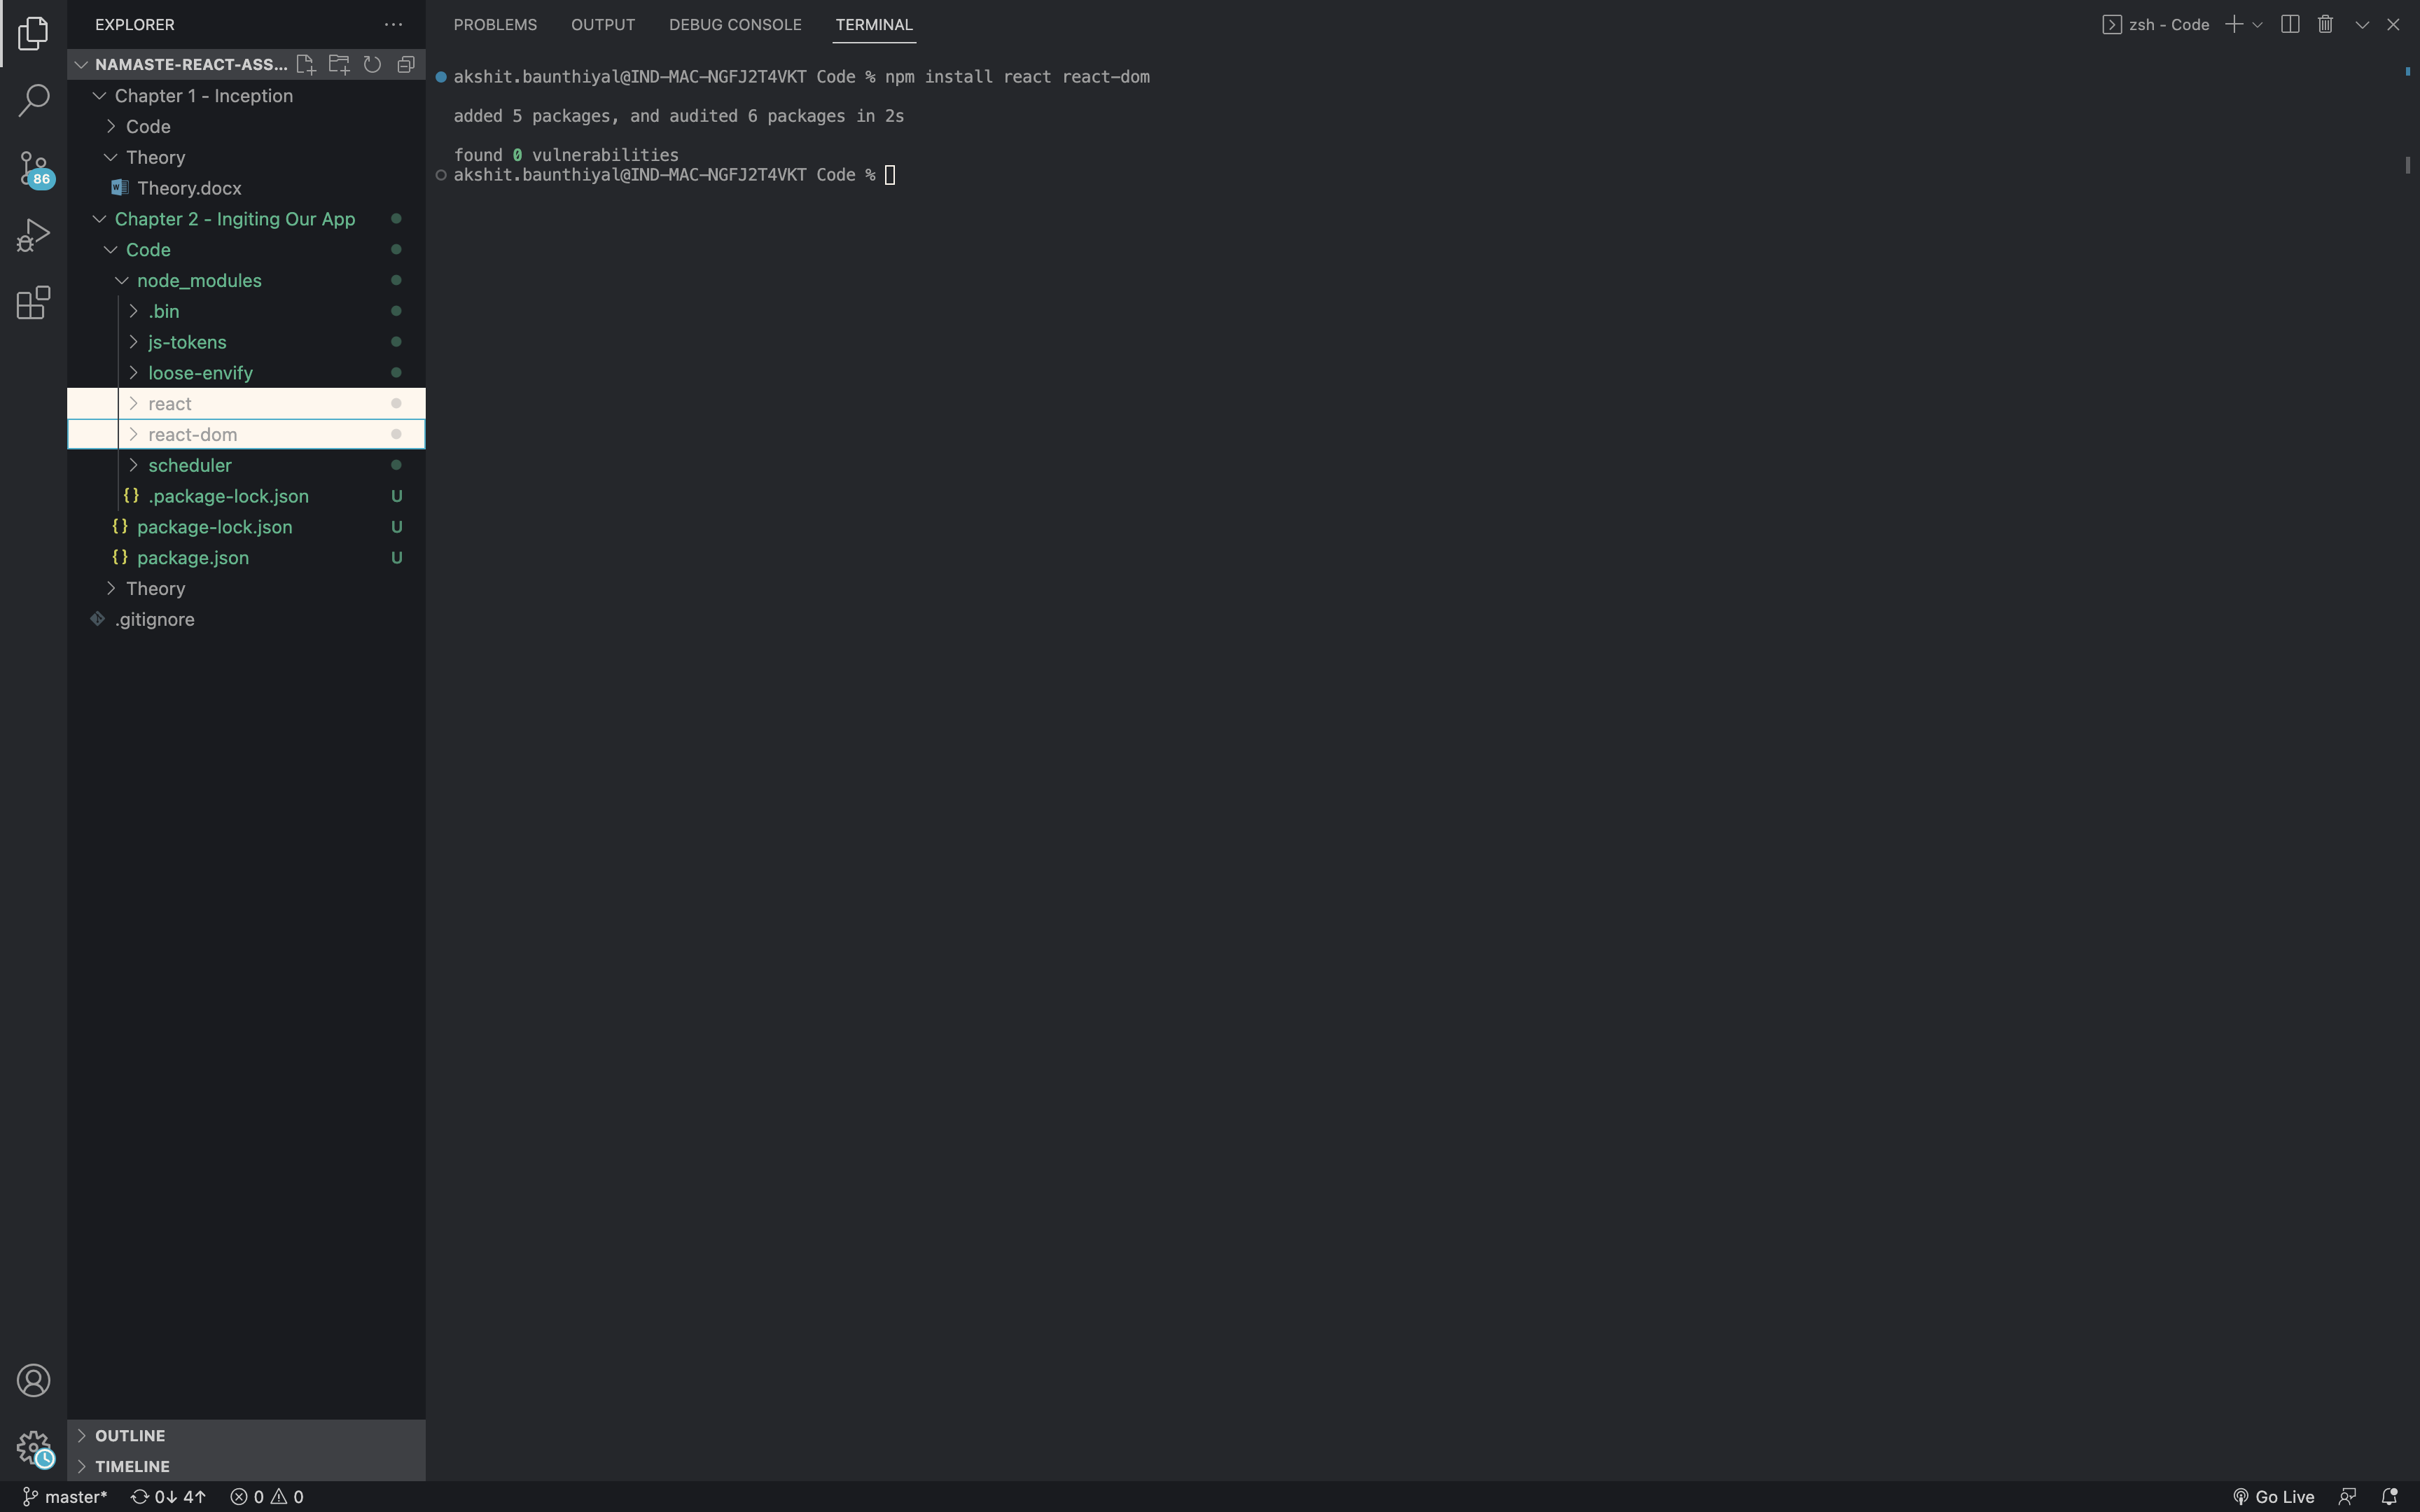 EXPLORER
NAMASTE-REACT-ASS...
Chapter 1 - Inception
Code
Theory
Theory.docx
Chapter 2 - Ingiting Our App
Code
node_modules
.bin
js-tokens
loose-envify
react
react-dom
scheduler
{} .package-lock.json U
{} package-lock.json U
{} package.json U
Theory
.gitignore
OUTLINE
TIMELINE
86
PROBLEMS OUTPUT DEBUG CONSOLE TERMINAL
zsh - Code
akshit.baunthiyal@IND-MAC-NGFJ2T4VKT Code % npm install react react-dom
added 5 packages, and audited 6 packages in 2s
found 0 vulnerabilities
akshit.baunthiyal@IND-MAC-NGFJ2T4VKT Code %
master* 0↓ 4↑ 0 0
Go Live